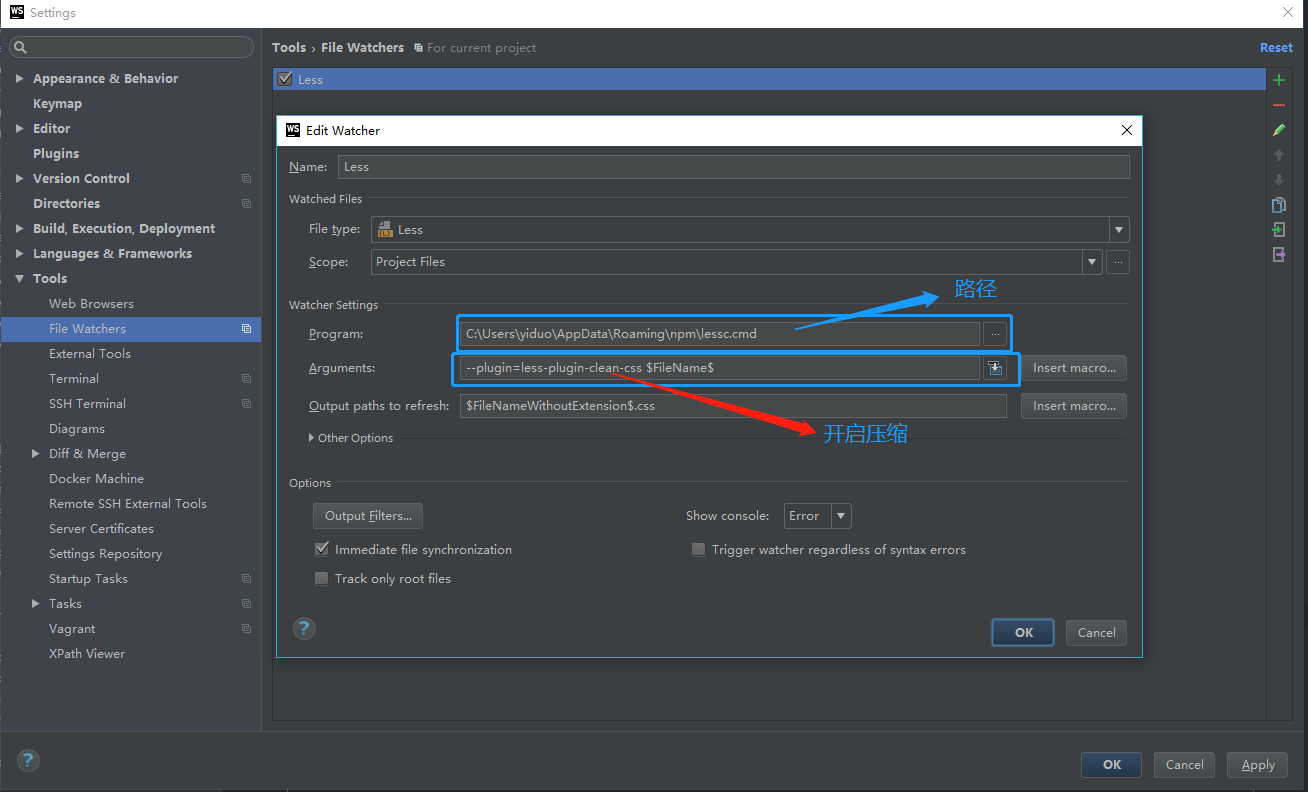 WS Settings
Tools › File Watchers For current project Reset
Less
Appearance & Behavior
Keymap
Editor
Plugins
Version Control
Directories
Build, Execution, Deployment
Languages & Frameworks
Tools
Web Browsers
File Watchers
External Tools
Terminal
SSH Terminal
Diagrams
Diff & Merge
Docker Machine
Remote SSH External Tools
Server Certificates
Settings Repository
Startup Tasks
Tasks
Vagrant
XPath Viewer
WS Edit Watcher
Name: Less
Watched Files
File type: Less
Scope: Project Files ...
路径
Watcher Settings
Program: C:\Users\yiduo\AppData\Roaming\npm\lessc.cmd ...
Arguments: --plugin=less-plugin-clean-css $FileName$ Insert macro...
Output paths to refresh: $FileNameWithoutExtension$.css Insert macro...
开启压缩
Other Options
Options
Output Filters... Show console: Error
Immediate file synchronization Trigger watcher regardless of syntax errors
Track only root files
? OK Cancel
? OK Cancel Apply